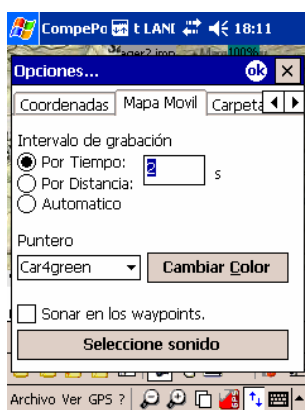 CompePo t LANI 18:11
Opciones... ok
Coordenadas Mapa Movil Carpeta
Intervalo de grabación
Por Tiempo: 2 s
Por Distancia:
Automatico
Puntero
Car4green Cambiar Color
Sonar en los waypoints.
Seleccione sonido
Archivo Ver GPS ?